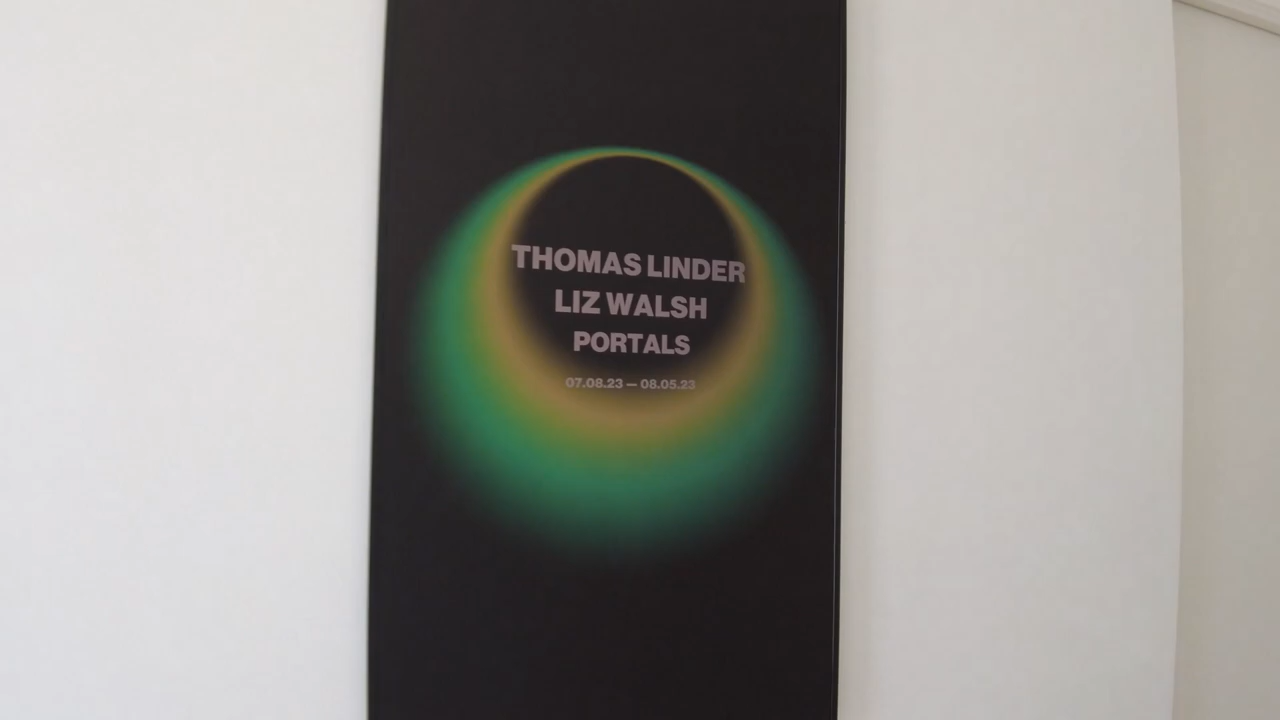 THOMAS LINDER
LIZ WALSH
PORTALS
07.08.23 — 08.05.23